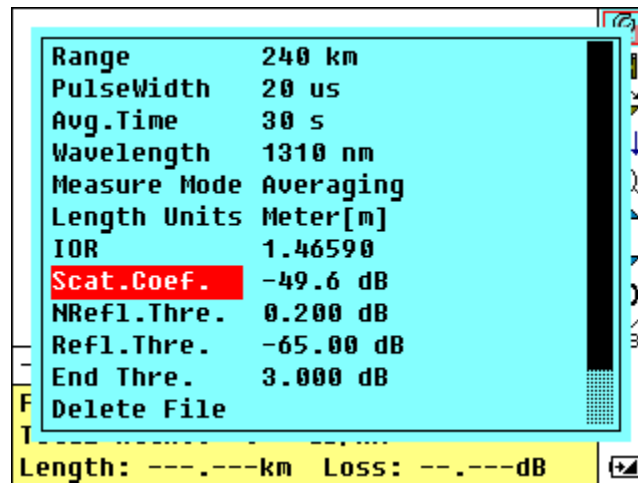 Range 240 km
PulseWidth 20 us
Avg.Time 30 s
Wavelength 1310 nm
Measure Mode Averaging
Length Units Meter[m]
IOR 1.46590
Scat.Coef. -49.6 dB
NRefl.Thre. 0.200 dB
Refl.Thre. -65.00 dB
End Thre. 3.000 dB
Delete File
Length: ---.---km Loss: --.---dB